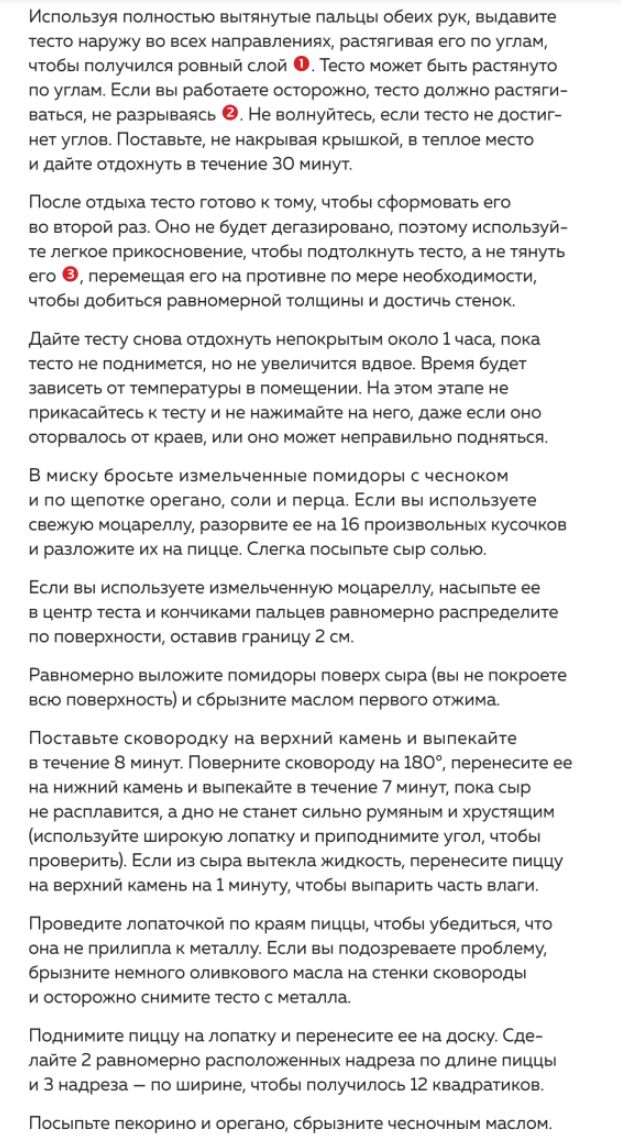 Используя полностью вытянутые пальцы обеих рук, выдавите
тесто наружу во всех направлениях, растягивая его по углам,
чтобы получился ровный слой ❶. Тесто может быть растянуто
по углам. Если вы работаете осторожно, тесто должно растяги-
ваться, не разрываясь ❷. Не волнуйтесь, если тесто не достиг-
нет углов. Поставьте, не накрывая крышкой, в теплое место
и дайте отдохнуть в течение 30 минут.
После отдыха тесто готово к тому, чтобы сформовать его
во второй раз. Оно не будет дегазировано, поэтому используй-
те легкое прикосновение, чтобы подтолкнуть тесто, а не тянуть
его ❸, перемещая его на противне по мере необходимости,
чтобы добиться равномерной толщины и достичь стенок.
Дайте тесту снова отдохнуть непокрытым около 1 часа, пока
тесто не поднимется, но не увеличится вдвое. Время будет
зависеть от температуры в помещении. На этом этапе не
прикасайтесь к тесту и не нажимайте на него, даже если оно
оторвалось от краев, или оно может неправильно подняться.
В миску бросьте измельченные помидоры с чесноком
и по щепотке орегано, соли и перца. Если вы используете
свежую моцареллу, разорвите ее на 16 произвольных кусочков
и разложите их на пицце. Слегка посыпьте сыр солью.
Если вы используете измельченную моцареллу, насыпьте ее
в центр теста и кончиками пальцев равномерно распределите
по поверхности, оставив границу 2 см.
Равномерно выложите помидоры поверх сыра (вы не покроете
всю поверхность) и сбрызните маслом первого отжима.
Поставьте сковородку на верхний камень и выпекайте
в течение 8 минут. Поверните сковороду на 180°, перенесите ее
на нижний камень и выпекайте в течение 7 минут, пока сыр
не расплавится, а дно не станет сильно румяным и хрустящим
(используйте широкую лопатку и приподнимите угол, чтобы
проверить). Если из сыра вытекла жидкость, перенесите пиццу
на верхний камень на 1 минуту, чтобы выпарить часть влаги.
Проведите лопаточкой по краям пиццы, чтобы убедиться, что
она не прилипла к металлу. Если вы подозреваете проблему,
брызните немного оливкового масла на стенки сковороды
и осторожно снимите тесто с металла.
Поднимите пиццу на лопатку и перенесите ее на доску. Сде-
лайте 2 равномерно расположенных надреза по длине пиццы
и 3 надреза — по ширине, чтобы получилось 12 квадратиков.
Посыпьте пекорино и орегано, сбрызните чесночным маслом.